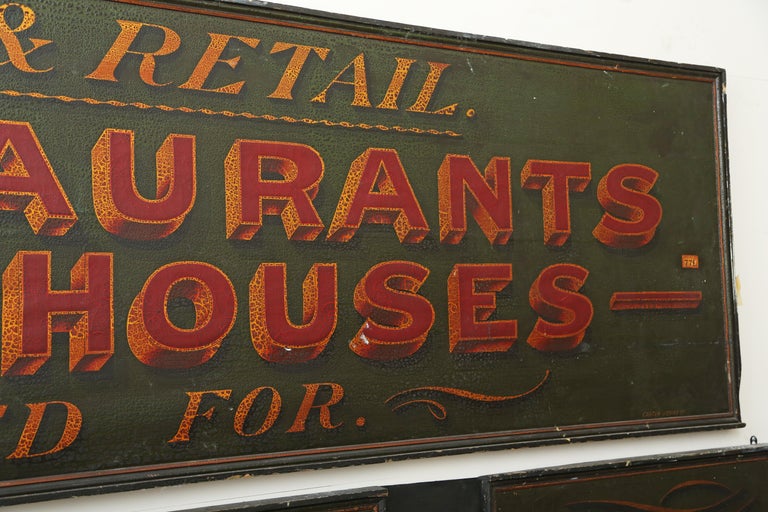 & RETAIL.
AURANTS
HOUSES—
D FOR.